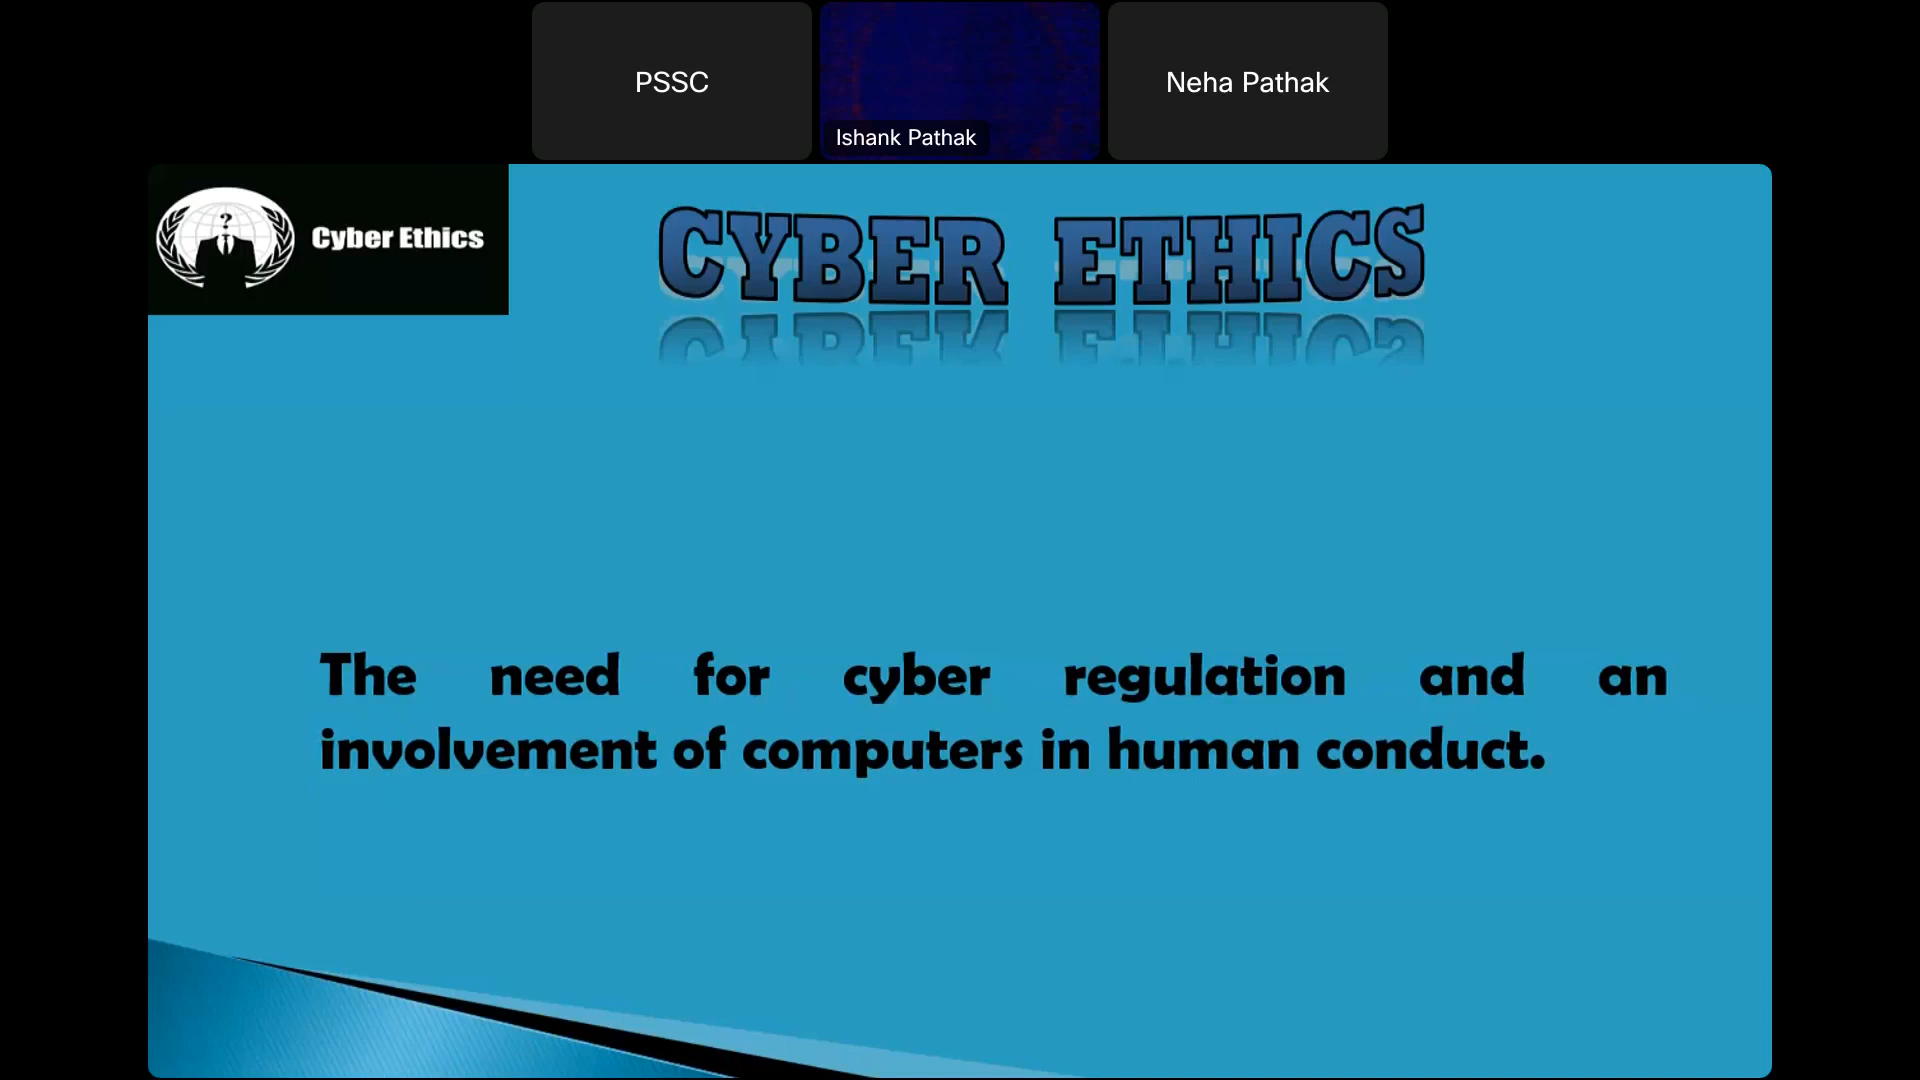 PSSC
Ishank Pathak
Neha Pathak
?
Cyber Ethics
CYBER ETHICS
The need for cyber regulation and an
involvement of computers in human conduct.